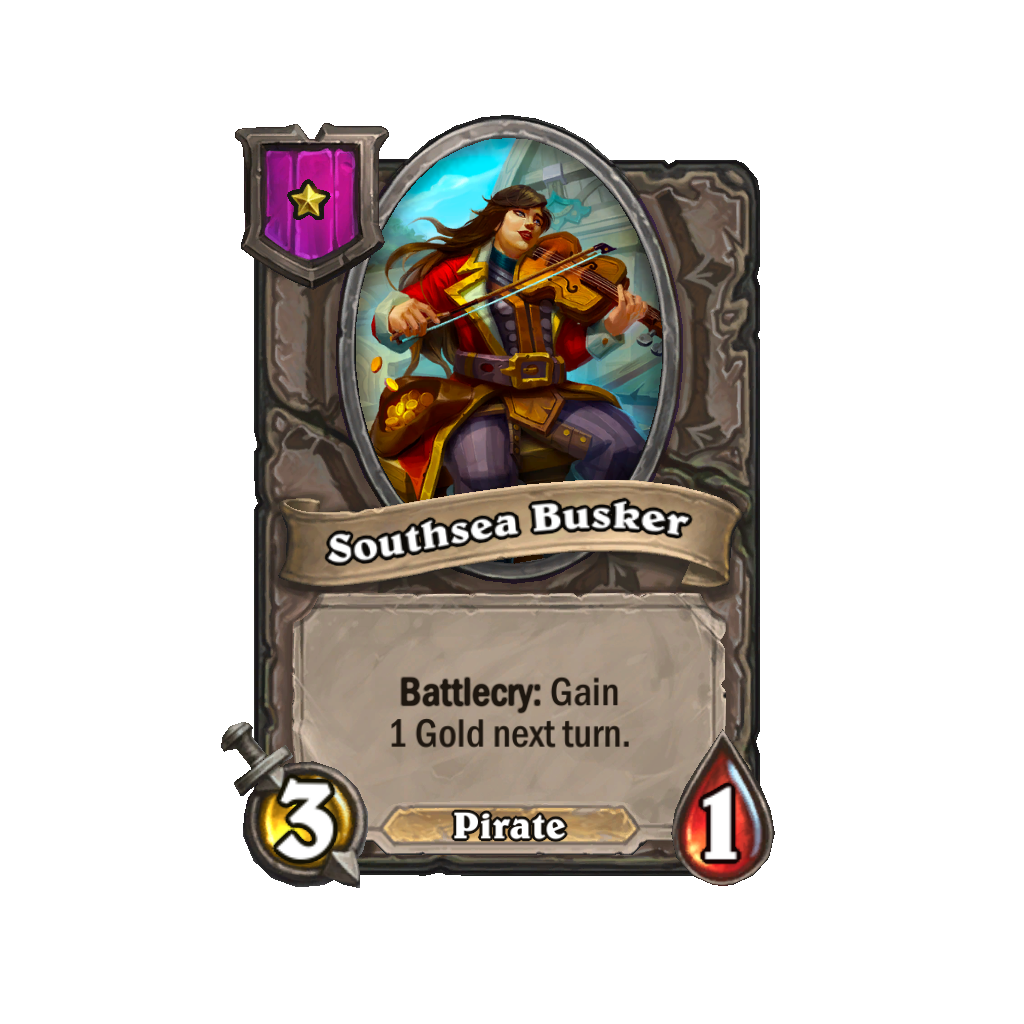 Southsea Busker
Battlecry: Gain
1 Gold next turn.
3
Pirate
1